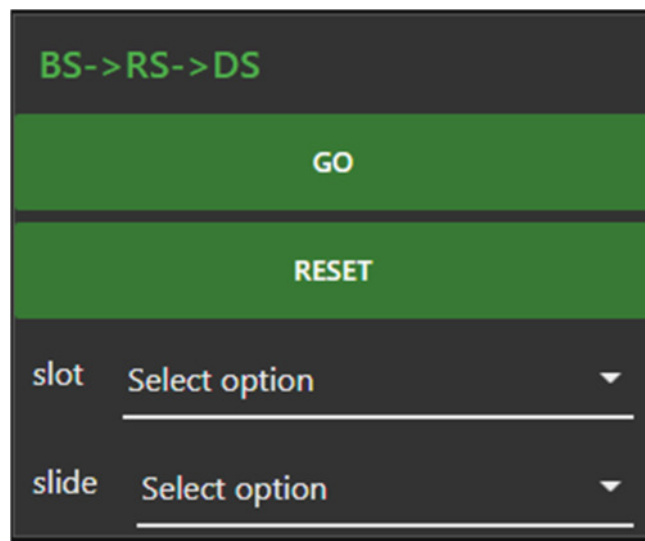 BS->RS->DS
GO
RESET
slot Select option
slide Select option